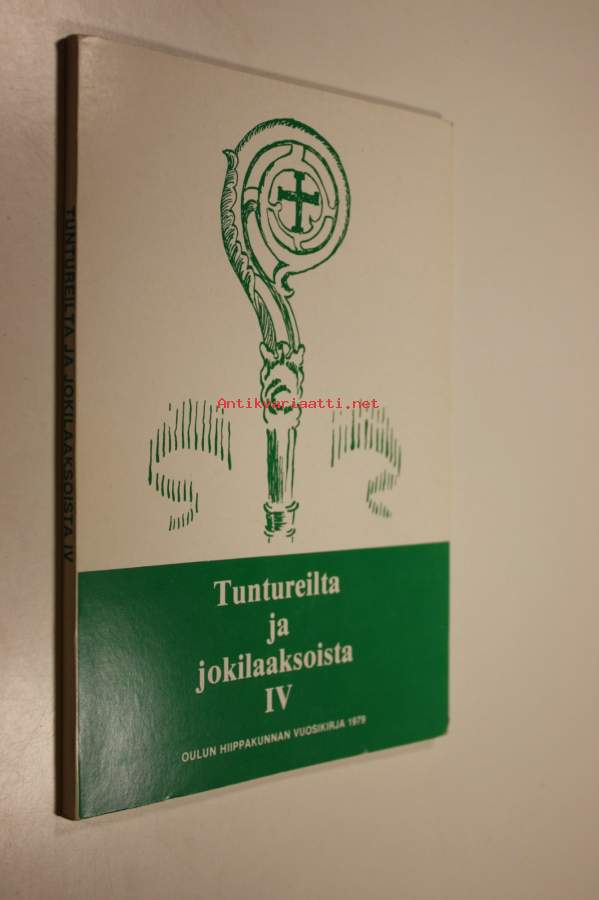 TUNTUREILTA JA JOKILAAKSOISTA IV
Antikvariaatti.net
Tuntureilta
ja
jokilaaksoista
IV
OULUN HIIPPAKUNNAN VUOSIKIRJA 1979